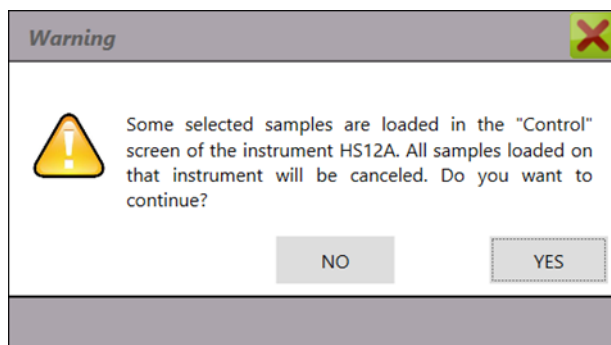 Warning
Some selected samples are loaded in the "Control"
screen of the instrument HS12A. All samples loaded on
that instrument will be canceled. Do you want to
continue?
NO YES